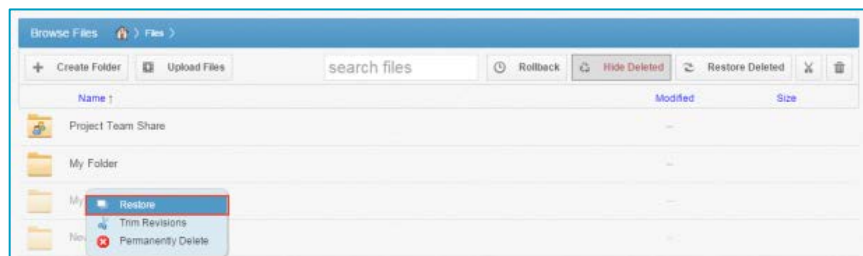 Browse Files > Files >
+ Create Folder Upload Files search files Rollback Hide Deleted Restore Deleted
Name ↑ Modified Size
Project Team Share --
My Folder --
My --
Restore
Trim Revisions
Nev --
Permanently Delete